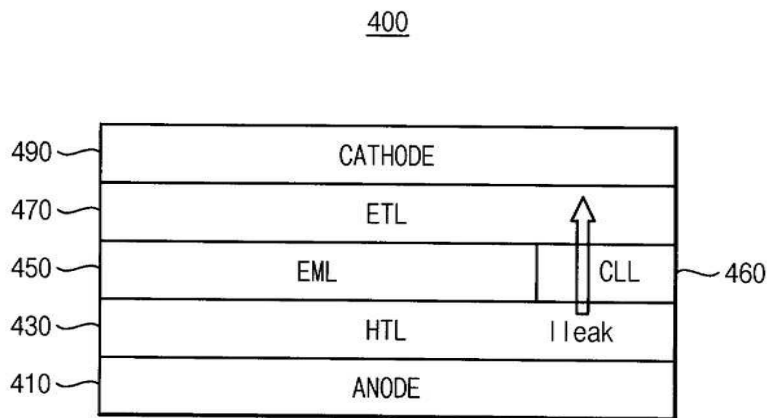 400
490 CATHODE
470 ETL
450 EML CLL 460
430 HTL Ileak
410 ANODE